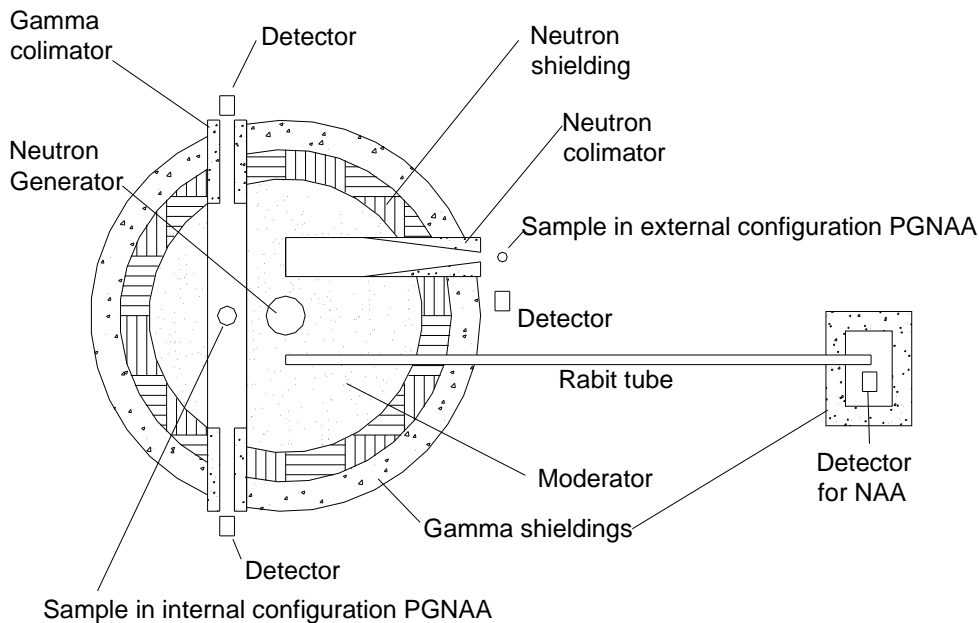 Gamma
colimator
Detector
Neutron
shielding
Neutron
Generator
Neutron
colimator
Sample in external configuration PGNAA
Detector
Rabit tube
Moderator
Detector
for NAA
Gamma shieldings
Detector
Sample in internal configuration PGNAA